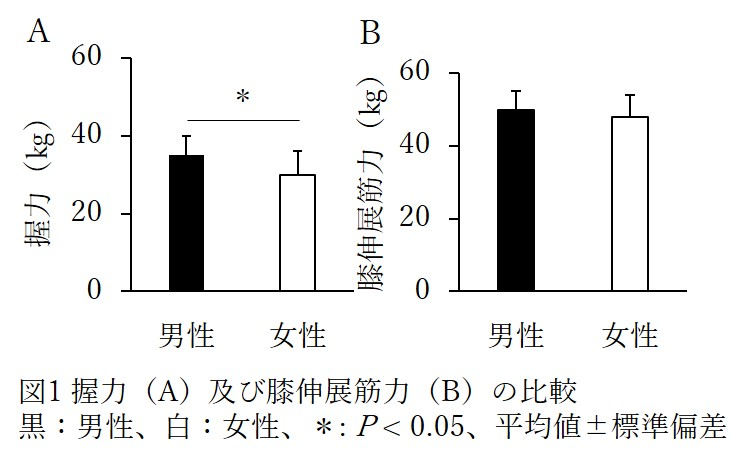 A
60
40
20
0
握力（kg）
*
男性
女性
B
60
40
20
0
膝伸展筋力（kg）
男性
女性
図1 握力（A）及び膝伸展筋力（B）の比較
黒：男性、白：女性、＊: P < 0.05、平均値±標準偏差